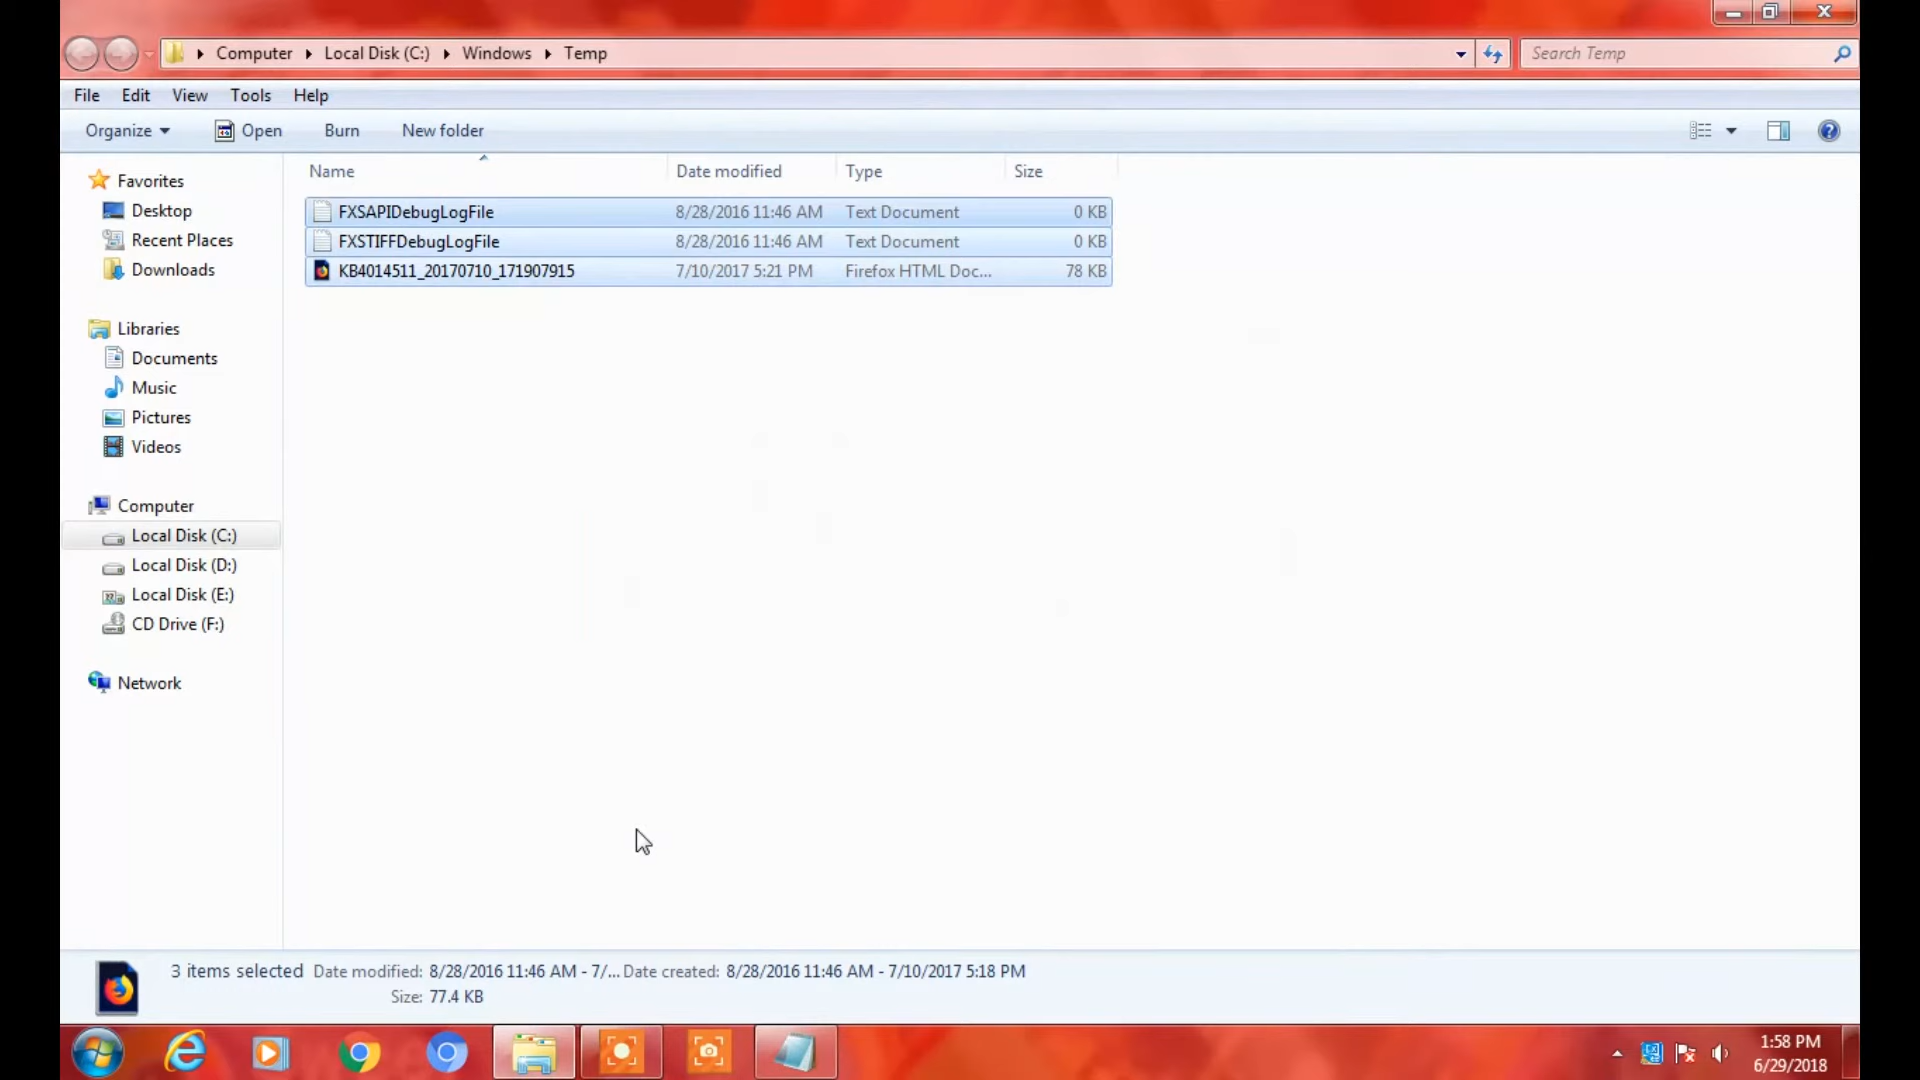 Computer Local Disk (C:) Windows Temp
Search Temp
File Edit View Tools Help
Organize Open Burn New folder
Name Date modified Type Size
FXSAPIDebugLogFile 8/28/2016 11:46 AM Text Document 0 KB
FXSTIFFDebugLogFile 8/28/2016 11:46 AM Text Document 0 KB
KB4014511_20170710_171907915 7/10/2017 5:21 PM Firefox HTML Doc... 78 KB
Favorites
Desktop
Recent Places
Downloads
Libraries
Documents
Music
Pictures
Videos
Computer
Local Disk (C:)
Local Disk (D:)
Local Disk (E:)
CD Drive (F:)
Network
3 items selected Date modified: 8/28/2016 11:46 AM - 7/... Date created: 8/28/2016 11:46 AM - 7/10/2017 5:18 PM
Size: 77.4 KB
1:58 PM
6/29/2018